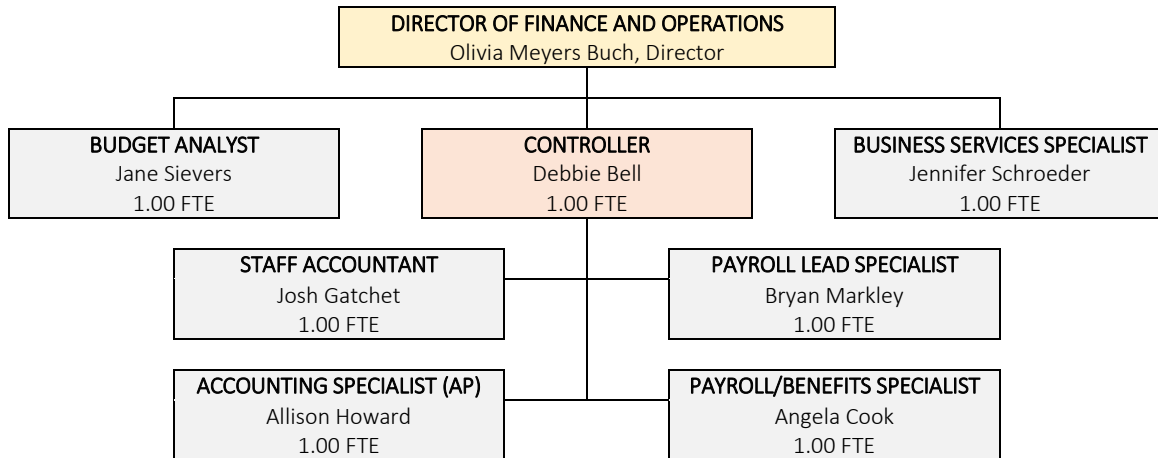 DIRECTOR OF FINANCE AND OPERATIONS
Olivia Meyers Buch, Director
BUDGET ANALYST
Jane Sievers
1.00 FTE
CONTROLLER
Debbie Bell
1.00 FTE
BUSINESS SERVICES SPECIALIST
Jennifer Schroeder
1.00 FTE
STAFF ACCOUNTANT
Josh Gatchet
1.00 FTE
PAYROLL LEAD SPECIALIST
Bryan Markley
1.00 FTE
ACCOUNTING SPECIALIST (AP)
Allison Howard
1.00 FTE
PAYROLL/BENEFITS SPECIALIST
Angela Cook
1.00 FTE